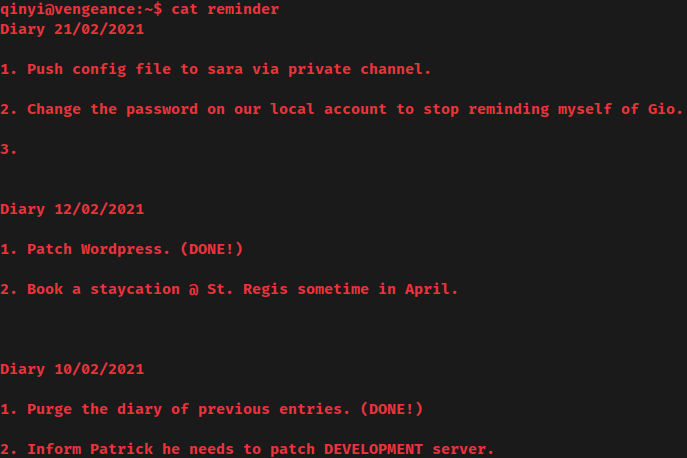 qinyi@vengeance:~$ cat reminder
Diary 21/02/2021
1. Push config file to sara via private channel.
2. Change the password on our local account to stop reminding myself of Gio.
3.
Diary 12/02/2021
1. Patch Wordpress. (DONE!)
2. Book a staycation @ St. Regis sometime in April.
Diary 10/02/2021
1. Purge the diary of previous entries. (DONE!)
2. Inform Patrick he needs to patch DEVELOPMENT server.